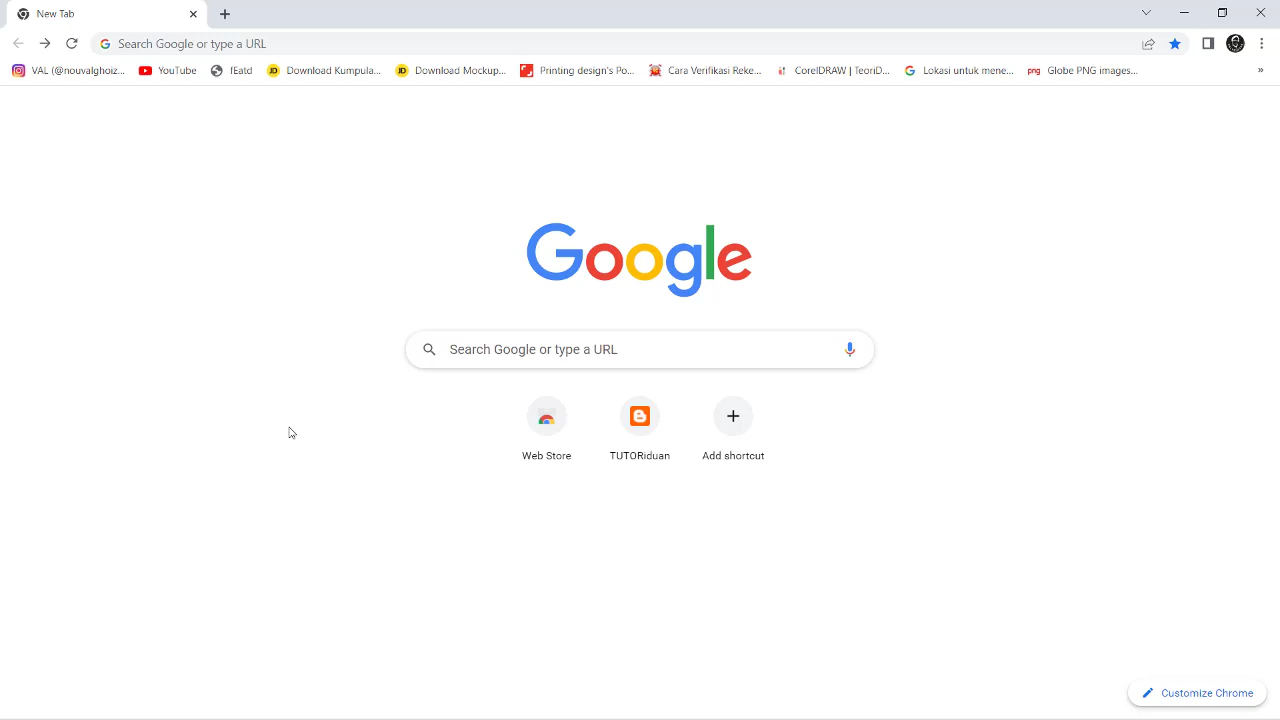 New Tab
Search Google or type a URL
VAL (@nouvalghoiz... YouTube fEatd Download Kumpula... Download Mockup... Printing design's Po... Cara Verifikasi Reke... CorelDRAW | TeoriD... Lokasi untuk mene... png Globe PNG images... »
Google
Search Google or type a URL
Web Store TUTORiduan Add shortcut
Customize Chrome